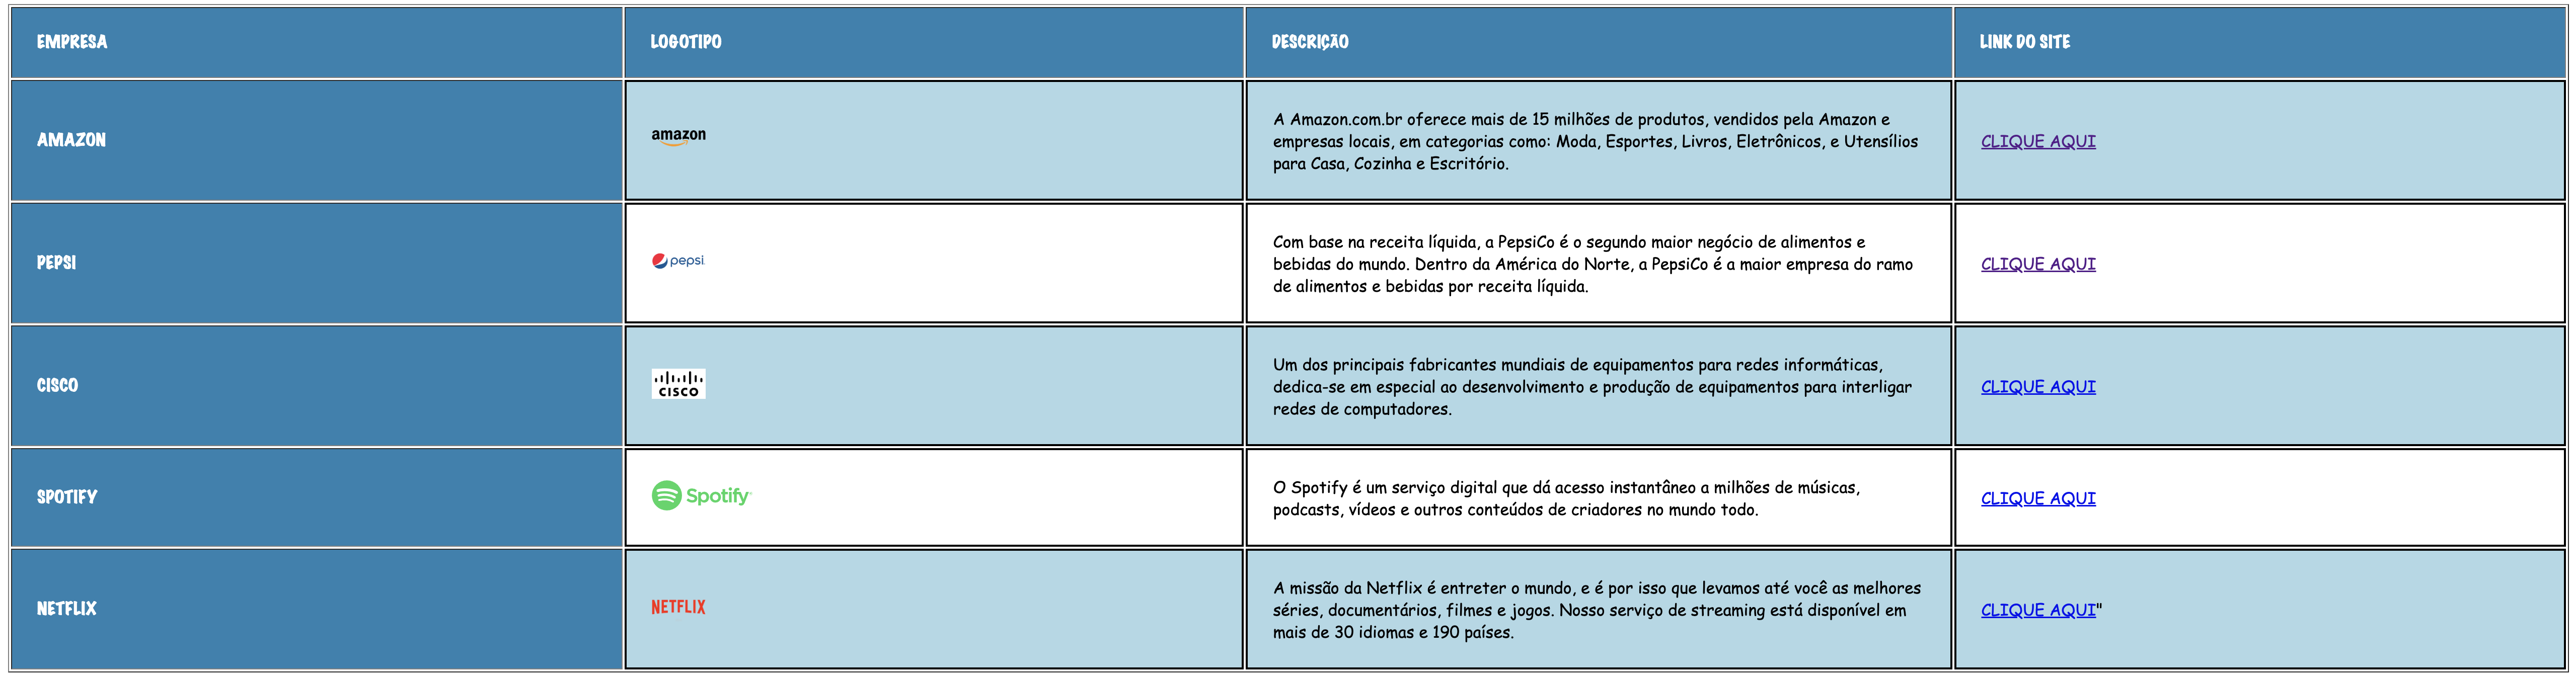 EMPRESA
LOGOTIPO
DESCRIÇÃO
LINK DO SITE
AMAZON
amazon
A Amazon.com.br oferece mais de 15 milhões de produtos, vendidos pela Amazon e
empresas locais, em categorias como: Moda, Esportes, Livros, Eletrônicos, e Utensílios
para Casa, Cozinha e Escritório.
CLIQUE AQUI
PEPSI
pepsi
Com base na receita líquida, a PepsiCo é o segundo maior negócio de alimentos e
bebidas do mundo. Dentro da América do Norte, a PepsiCo é a maior empresa do ramo
de alimentos e bebidas por receita líquida.
CLIQUE AQUI
CISCO
CISCO
Um dos principais fabricantes mundiais de equipamentos para redes informáticas,
dedica-se em especial ao desenvolvimento e produção de equipamentos para interligar
redes de computadores.
CLIQUE AQUI
SPOTIFY
Spotify
O Spotify é um serviço digital que dá acesso instantâneo a milhões de músicas,
podcasts, vídeos e outros conteúdos de criadores no mundo todo.
CLIQUE AQUI
NETFLIX
NETFLIX
A missão da Netflix é entreter o mundo, e é por isso que levamos até você as melhores
séries, documentários, filmes e jogos. Nosso serviço de streaming está disponível em
mais de 30 idiomas e 190 países.
CLIQUE AQUI"